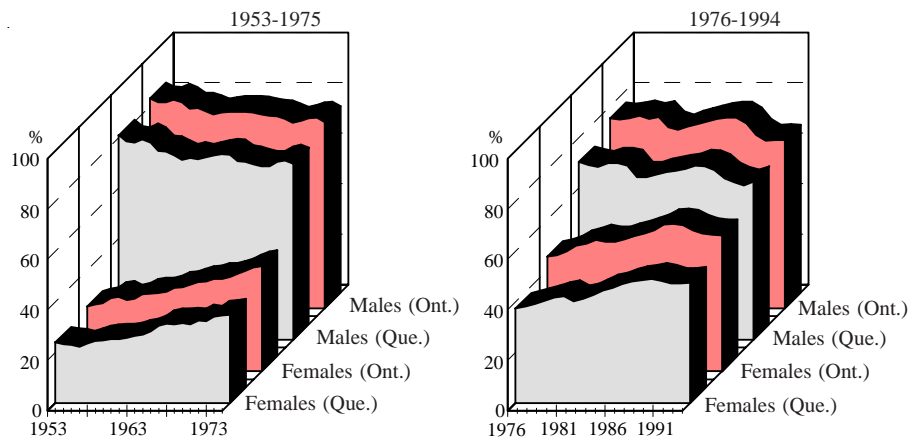 1953-1975
%
100
80
60
40
20
0
1953 1963 1973
Males (Ont.)
Males (Que.)
Females (Ont.)
Females (Que.)
1976-1994
%
100
80
60
40
20
0
1976 1981 1986 1991
Males (Ont.)
Males (Que.)
Females (Ont.)
Females (Que.)